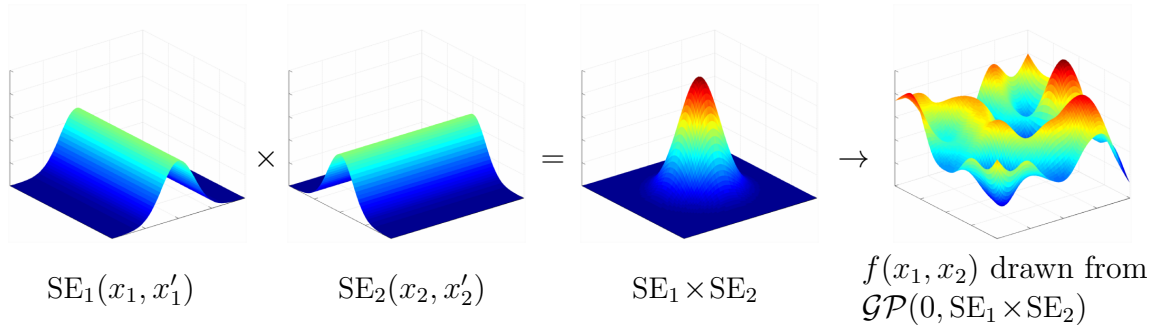 × = →
SE₁(x₁, x′₁) SE₂(x₂, x′₂) SE₁×SE₂ f(x₁, x₂) drawn from
𝒢𝒫(0, SE₁×SE₂)